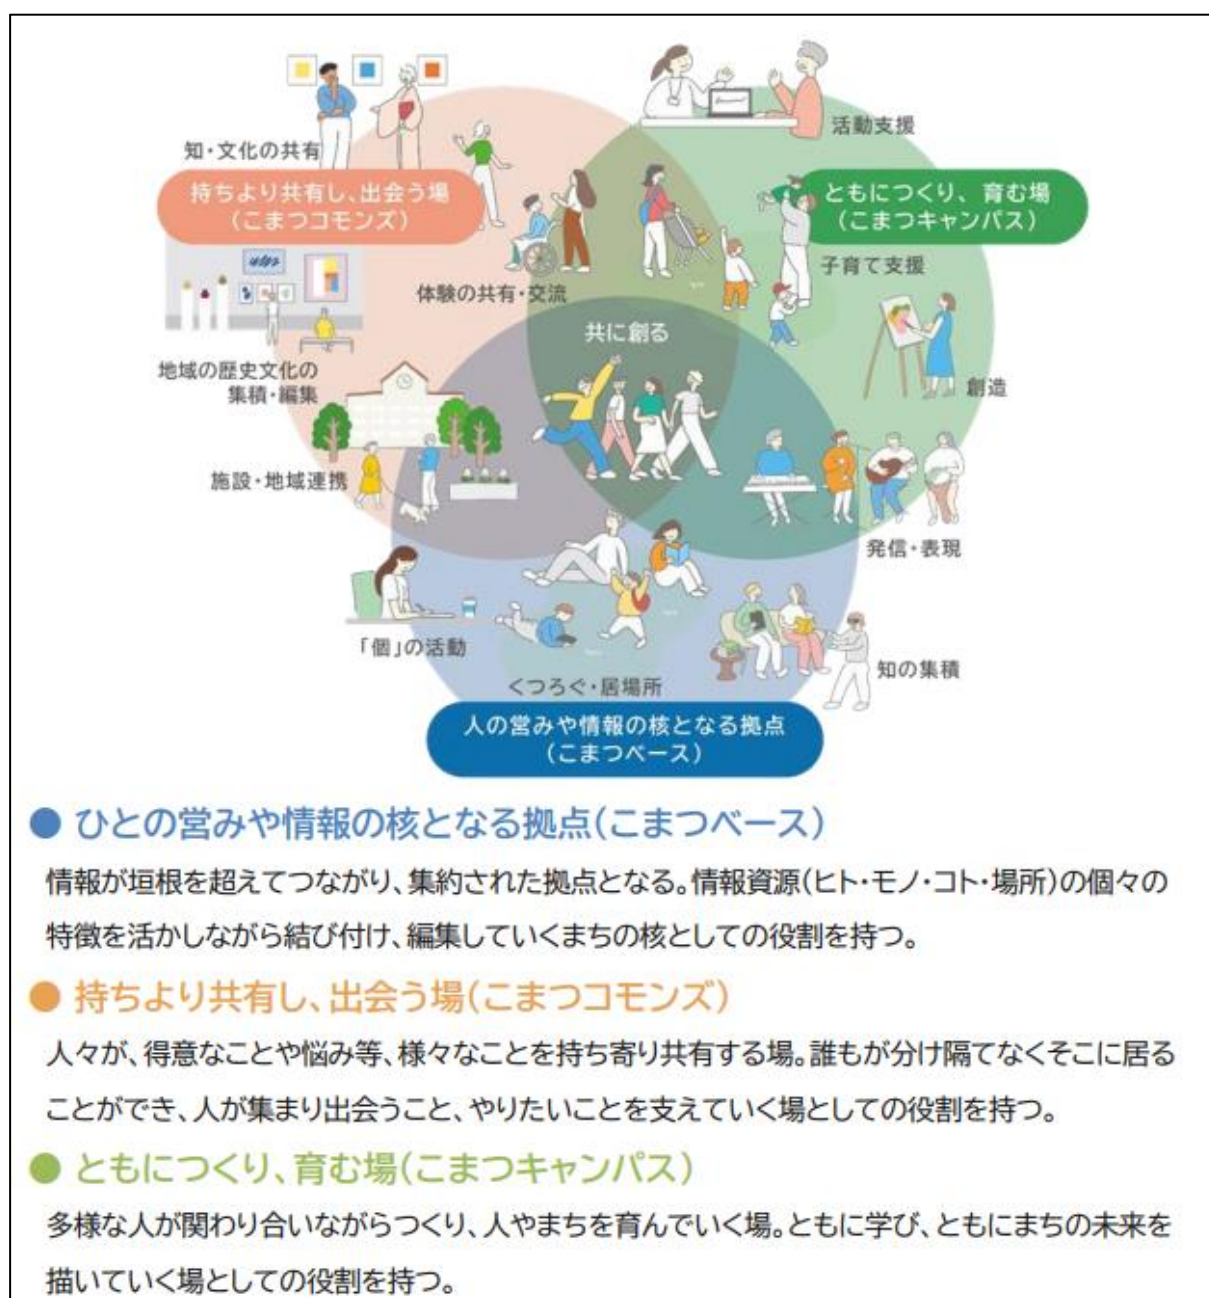 活動支援
知・文化の共有
持ちより共有し、出会う場
(こまつコモンズ)
ともにつくり、育む場
(こまつキャンパス)
子育て支援
体験の共有・交流
共に創る
地域の歴史文化の
集積・編集
創造
施設・地域連携
発信・表現
「個」の活動
知の集積
くつろぐ・居場所
人の営みや情報の核となる拠点
(こまつベース)
● ひとの営みや情報の核となる拠点(こまつベース)
情報が垣根を超えてつながり、集約された拠点となる。情報資源(ヒト・モノ・コト・場所)の個々の
特徴を活かしながら結び付け、編集していくまちの核としての役割を持つ。
● 持ちより共有し、出会う場(こまつコモンズ)
人々が、得意なことや悩み等、様々なことを持ち寄り共有する場。誰もが分け隔てなくそこに居る
ことができ、人が集まり出会うこと、やりたいことを支えていく場としての役割を持つ。
● ともにつくり、育む場(こまつキャンパス)
多様な人が関わり合いながらつくり、人やまちを育んでいく場。ともに学び、ともにまちの未来を
描いていく場としての役割を持つ。